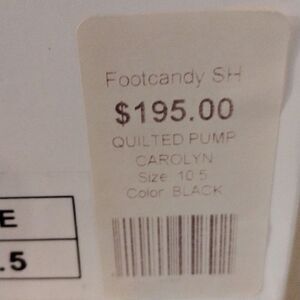 Footcandy SH
$195.00
QUILTED PUMP
CAROLYN
Size: 10.5
Color: BLACK
E
.5